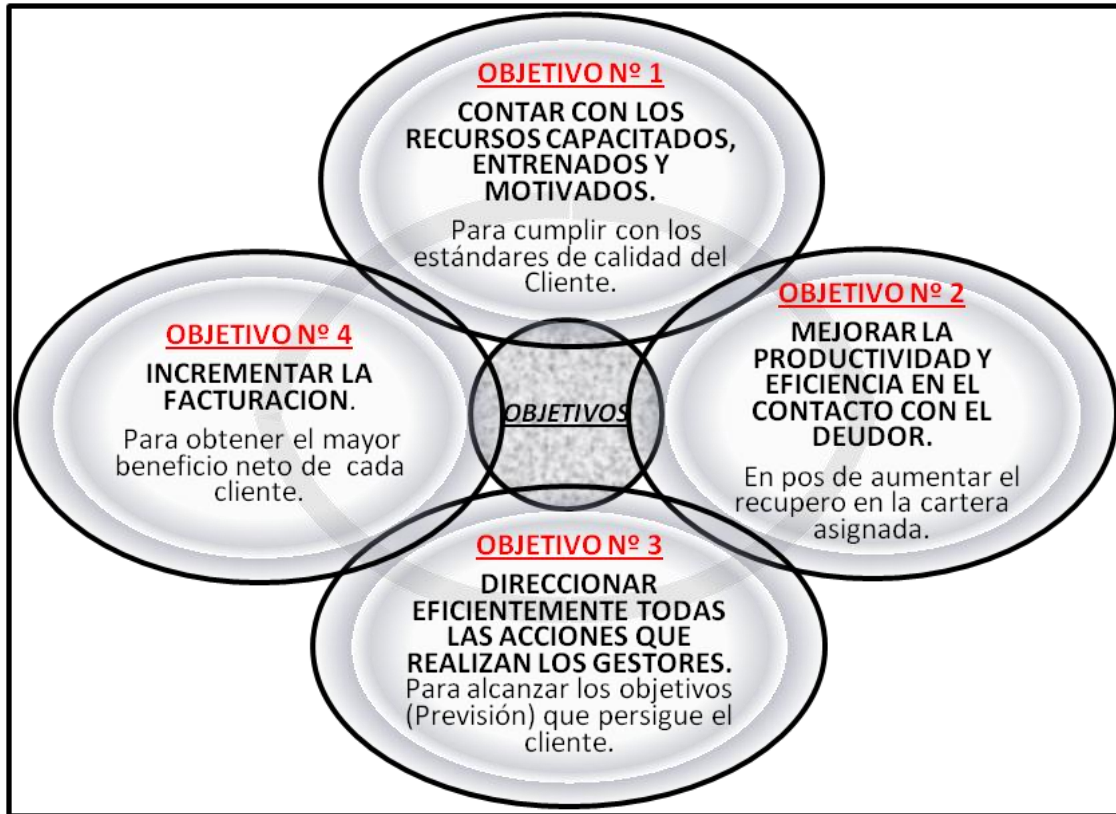 OBJETIVO Nº 1
CONTAR CON LOS
RECURSOS CAPACITADOS,
ENTRENADOS Y
MOTIVADOS.
Para cumplir con los
estándares de calidad del
Cliente.
OBJETIVO Nº 2
MEJORAR LA
PRODUCTIVIDAD Y
EFICIENCIA EN EL
CONTACTO CON EL
DEUDOR.
En pos de aumentar el
recupero en la cartera
asignada.
OBJETIVO Nº 4
INCREMENTAR LA
FACTURACION.
Para obtener el mayor
beneficio neto de cada
cliente.
OBJETIVOS
OBJETIVO Nº 3
DIRECCIONAR
EFICIENTEMENTE TODAS
LAS ACCIONES QUE
REALIZAN LOS GESTORES.
Para alcanzar los objetivos
(Previsión) que persigue el
cliente.